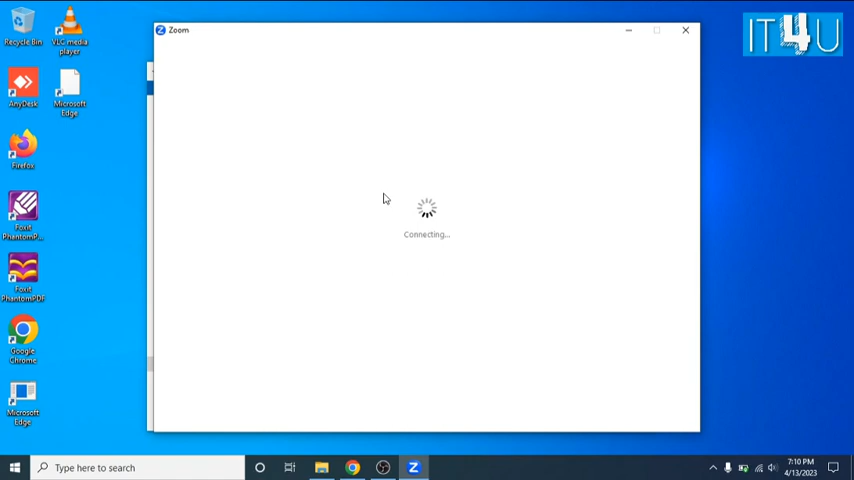 Zoom
IT4U
Recycle Bin
VLC media
player
AnyDesk
Microsoft
Edge
Firefox
Foxit
PhantomP...
Foxit
PhantomPDF
Google
Chrome
Microsoft
Edge
Connecting...
Type here to search
7:10 PM
4/13/2023